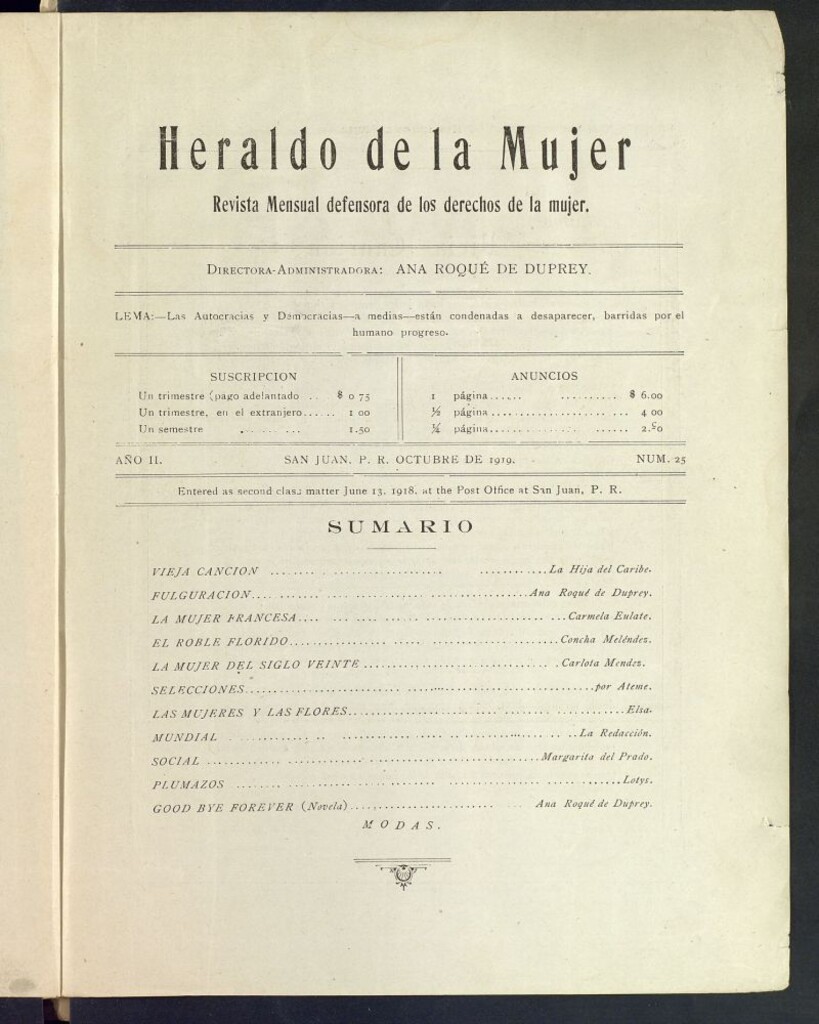 Heraldo de la Mujer
Revista Mensual defensora de los derechos de la mujer.
DIRECTORA-ADMINISTRADORA: ANA ROQUÉ DE DUPREY.
LEMA:—Las Autocracias y Democracias—a medias—están condenadas a desaparecer, barridas por el
humano progreso.
SUSCRIPCION
Un trimestre (pago adelantado .. $ 0 75
Un trimestre, en el extranjero...... 1 00
Un semestre ........ 1.50
ANUNCIOS
1 página...... .......... $ 6.00
½ página ........................ 4 00
¼ página................ ...... 2.50
AÑO II. SAN JUAN, P. R. OCTUBRE DE 1919. NUM. 25
Entered as second class matter June 13, 1918, at the Post Office at San Juan, P. R.
SUMARIO
VIEJA CANCION ........................ La Hija del Caribe.
FULGURACION........................ Ana Roqué de Duprey.
LA MUJER FRANCESA........................ Carmela Eulate.
EL ROBLE FLORIDO........................ Concha Meléndez.
LA MUJER DEL SIGLO VEINTE ........................ Carlota Mendez.
SELECCIONES........................ por Ateme.
LAS MUJERES Y LAS FLORES........................ Elsa.
MUNDIAL ........................ La Redacción.
SOCIAL ........................ Margarita del Prado.
PLUMAZOS ........................ Lotys.
GOOD BYE FOREVER (Novela)........................ Ana Roqué de Duprey.
MODAS.